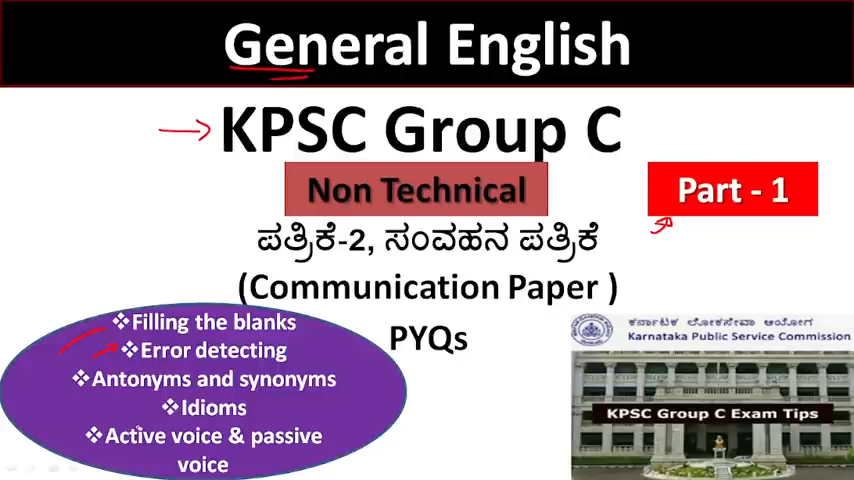 General English
KPSC Group C
Non Technical
Part - 1
ಪತ್ರಿಕೆ-2, ಸಂವಹನ ಪತ್ರಿಕೆ
(Communication Paper )
PYQs
❖Filling the blanks
❖Error detecting
❖Antonyms and synonyms
❖Idioms
❖Active voice & passive
voice
ಕರ್ನಾಟಕ ಲೋಕಸೇವಾ ಆಯೋಗ
Karnataka Public Service Commission
KPSC Group C Exam Tips